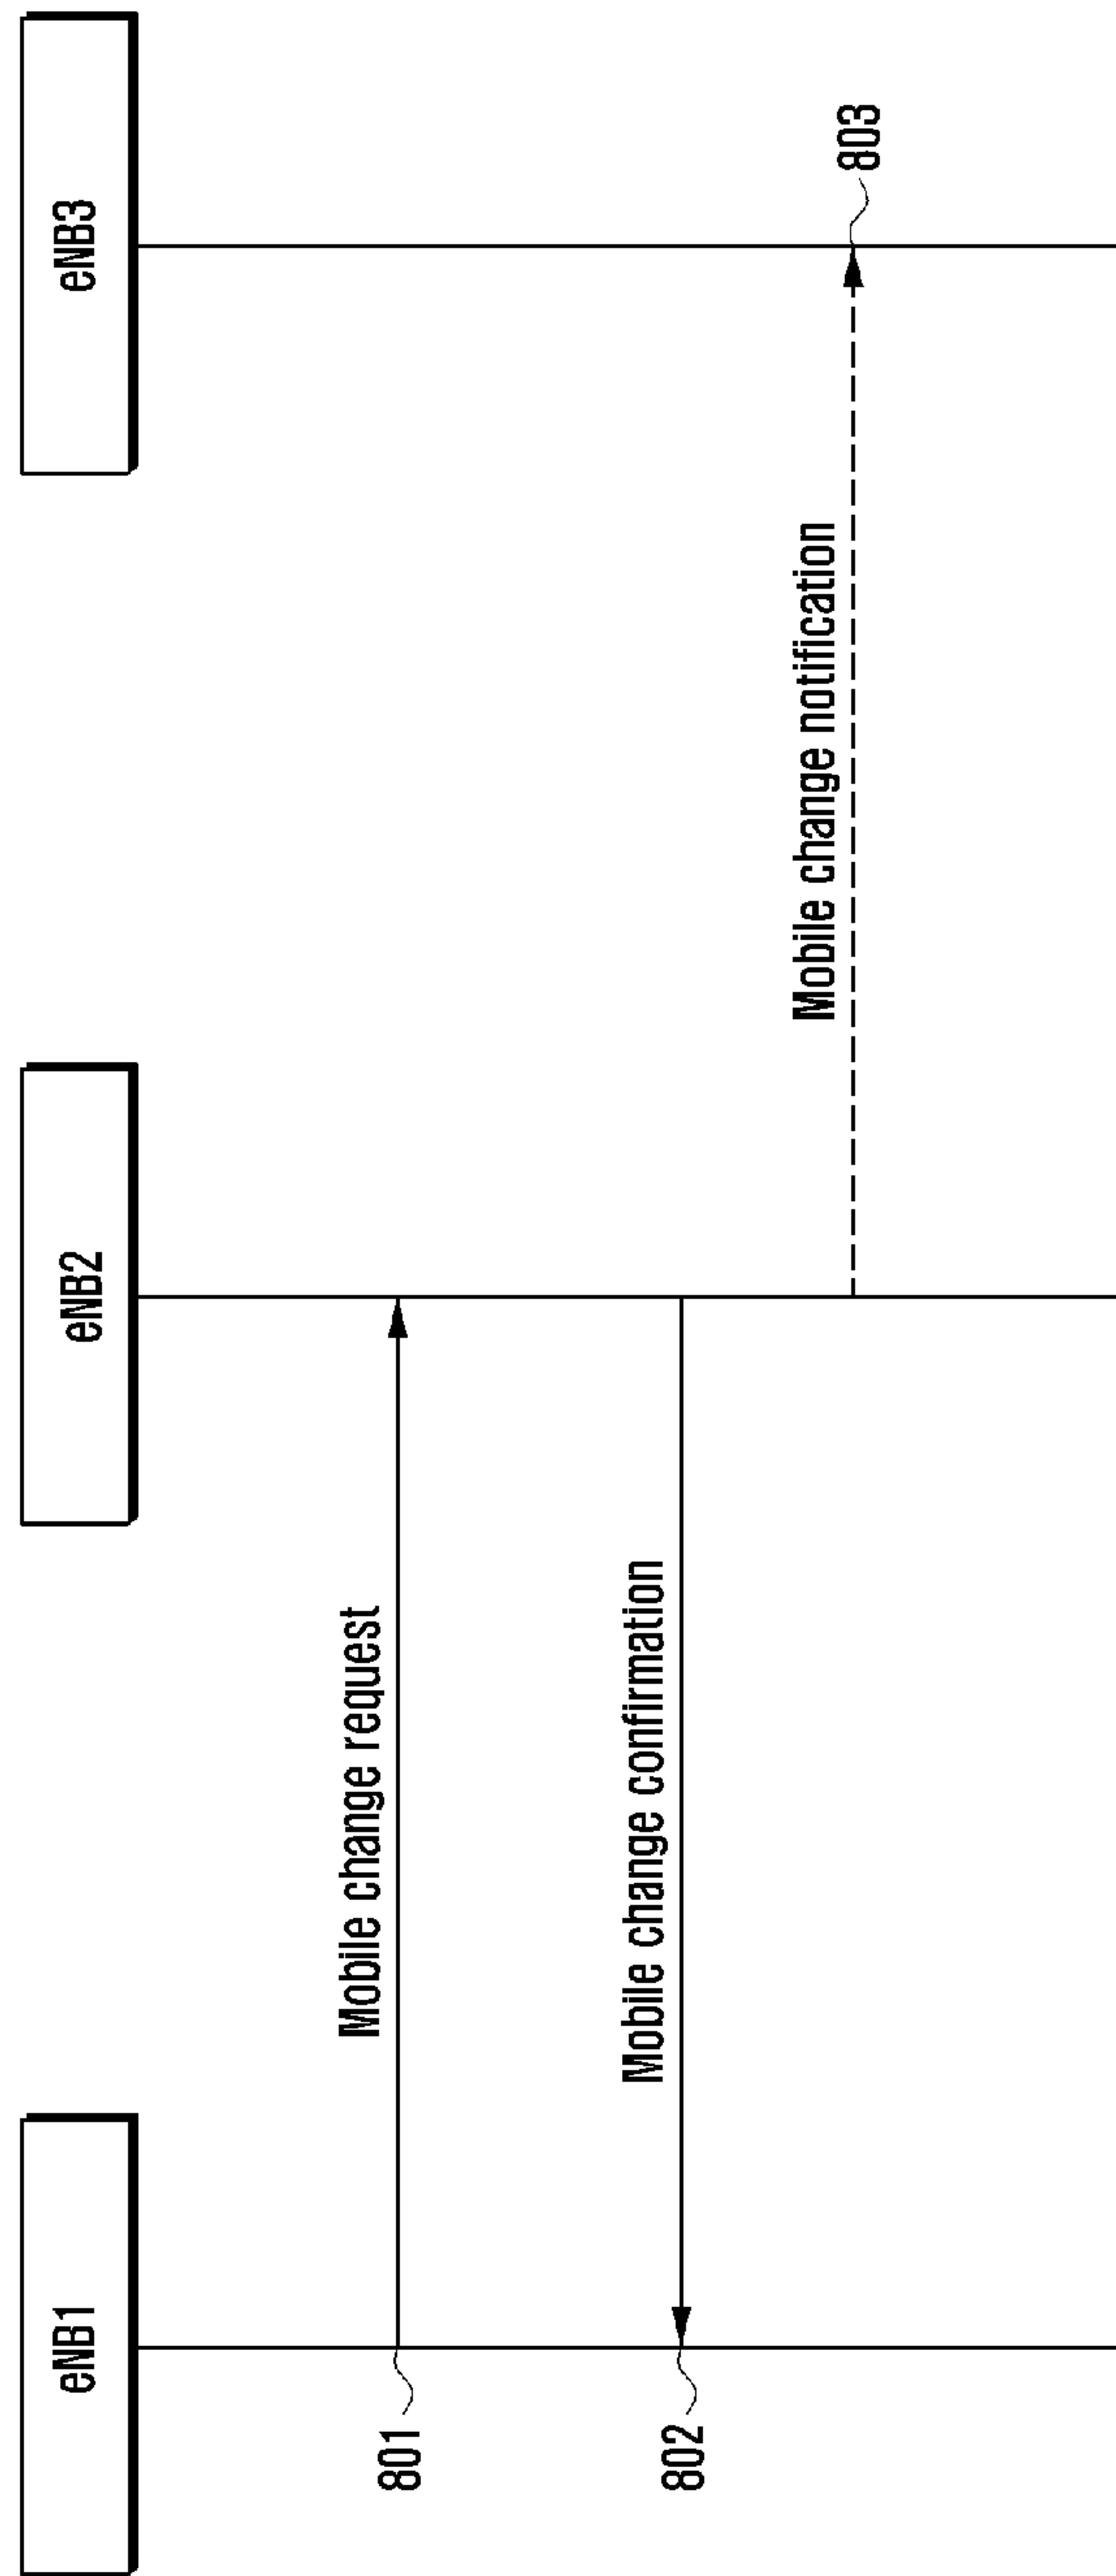 eNB1
eNB2
eNB3
Mobile change request
801
Mobile change confirmation
802
Mobile change notification
803